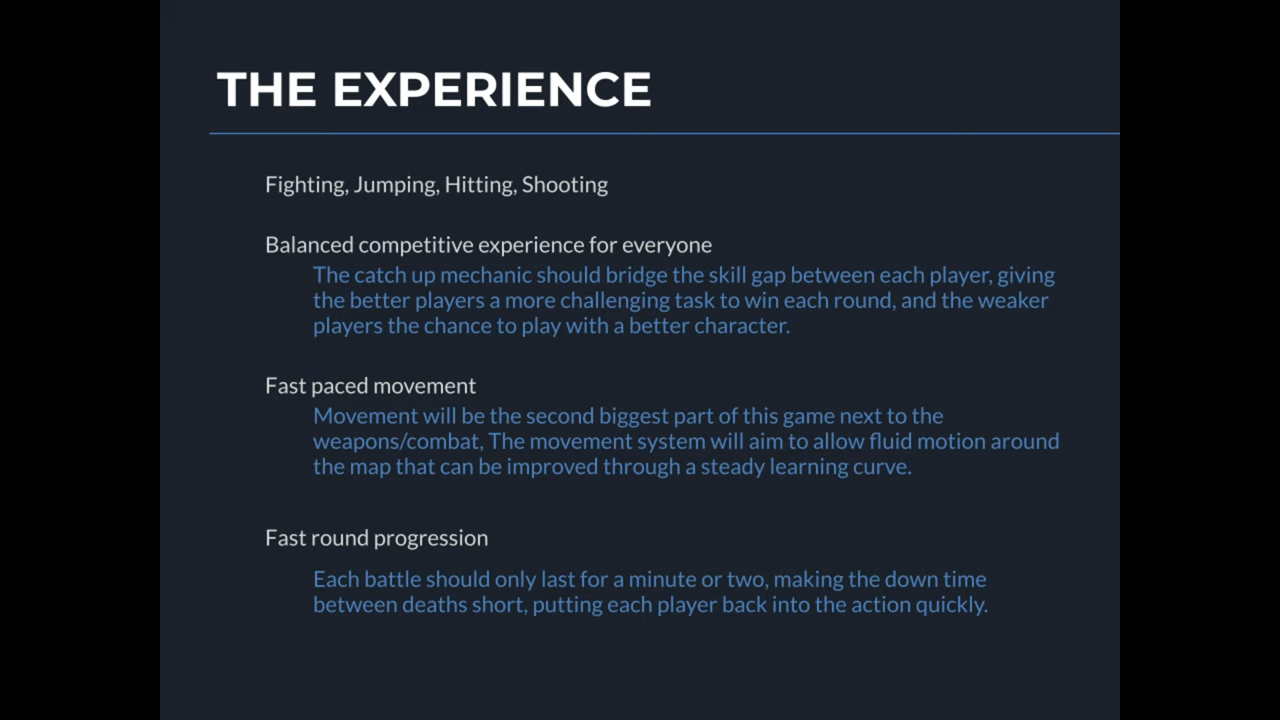 THE EXPERIENCE
Fighting, Jumping, Hitting, Shooting
Balanced competitive experience for everyone
The catch up mechanic should bridge the skill gap between each player, giving
the better players a more challenging task to win each round, and the weaker
players the chance to play with a better character.
Fast paced movement
Movement will be the second biggest part of this game next to the
weapons/combat, The movement system will aim to allow fluid motion around
the map that can be improved through a steady learning curve.
Fast round progression
Each battle should only last for a minute or two, making the down time
between deaths short, putting each player back into the action quickly.